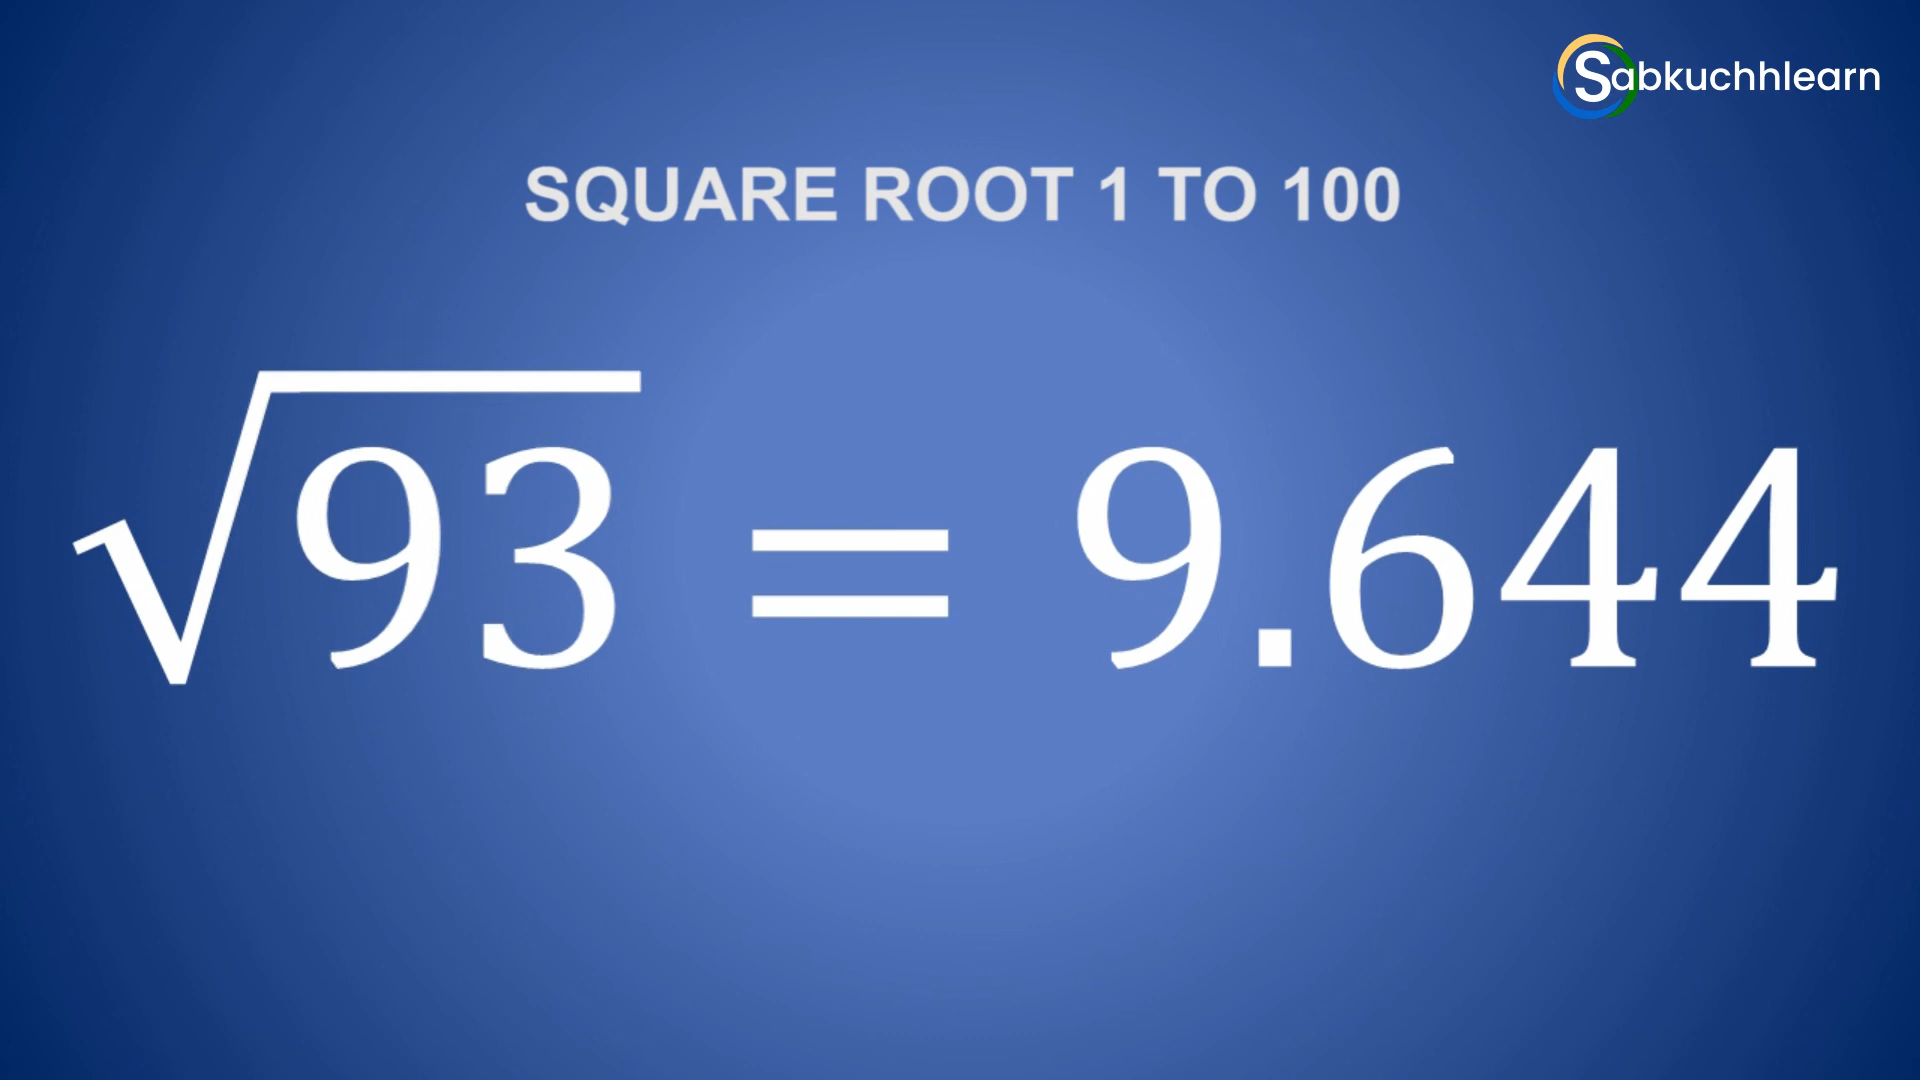 Sabkuchhlearn
SQUARE ROOT 1 TO 100
√93 = 9.644